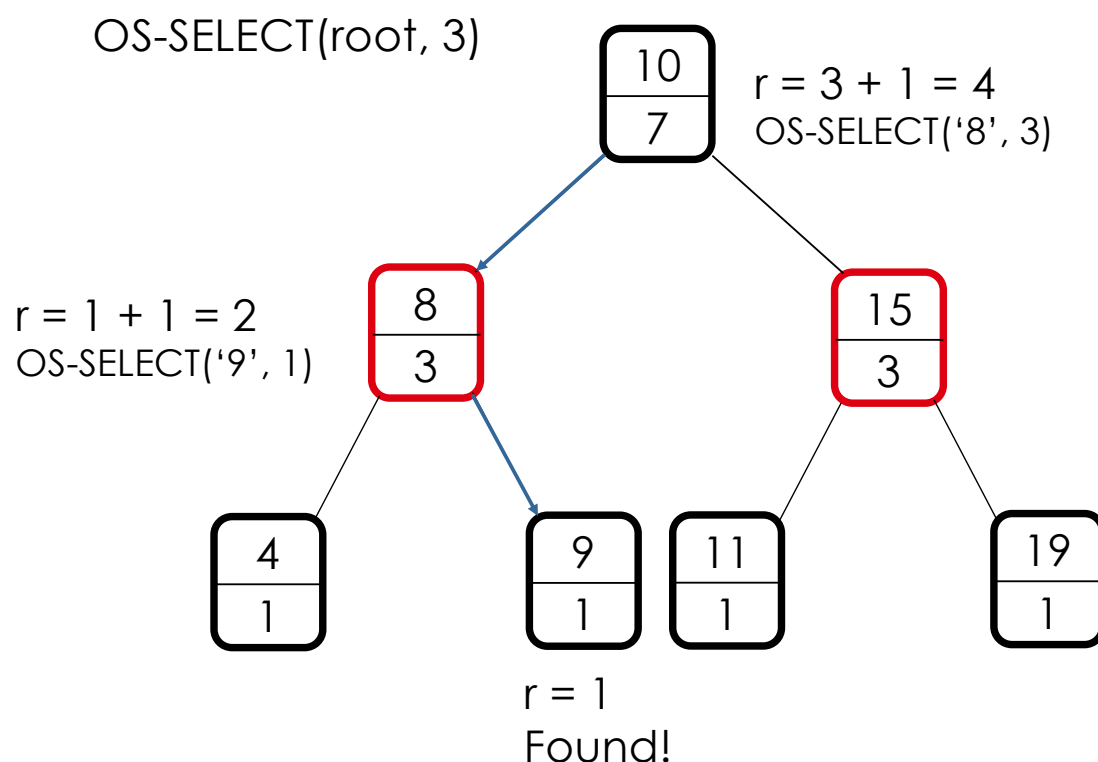 OS-SELECT(root, 3)
10
7
r = 3 + 1 = 4
OS-SELECT(‘8’, 3)
r = 1 + 1 = 2
OS-SELECT(‘9’, 1)
8
3
15
3
4
1
9
1
11
1
19
1
r = 1
Found!